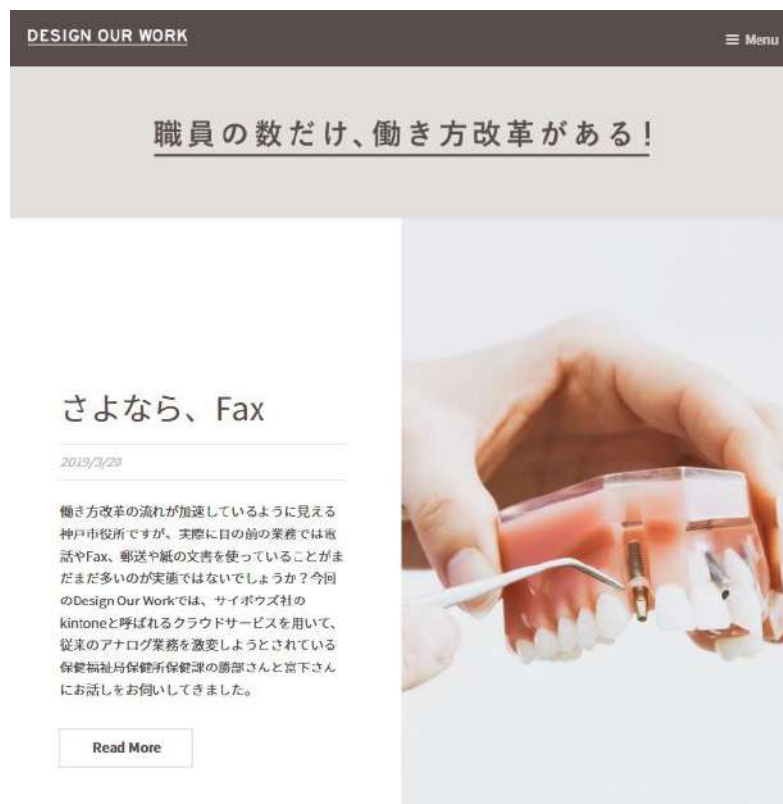 DESIGN OUR WORK
Menu
職員の数だけ、働き方改革がある!
さよなら、Fax
2019/3/20
働き方改革の流れが加速しているように見える
神戸市役所ですが、実際に目の前の業務では電
話やFax、郵送や紙の文書を使っていることがま
だまだ多いのが実態ではないでしょうか？今回
のDesign Our Workでは、サイボウズ社の
kintoneと呼ばれるクラウドサービスを用いて、
従来のアナログ業務を激変しようとされている
保健福祉局保健所保健課の勝部さんと宮下さん
にお話しをお伺いしてきました。
Read More